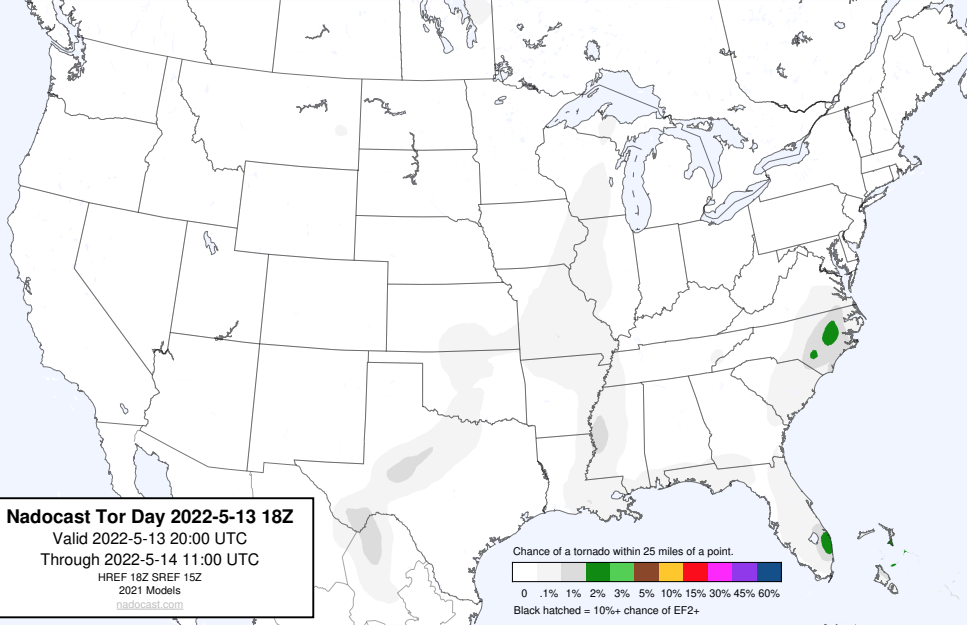 Nadocast Tor Day 2022-5-13 18Z
Valid 2022-5-13 20:00 UTC
Through 2022-5-14 11:00 UTC
HREF 18Z SREF 15Z
2021 Models
nadocast.com
Chance of a tornado within 25 miles of a point.
0 .1% 1% 2% 3% 5% 10% 15% 30% 45% 60%
Black hatched = 10%+ chance of EF2+